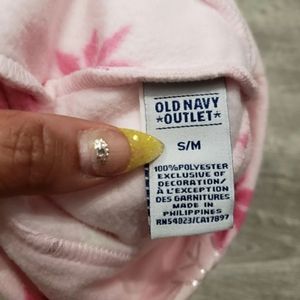 OLD NAVY
★OUTLET★
S/M
100%POLYESTER
EXCLUSIVE OF
DECORATION/
À L'EXCEPTION
DES GARNITURES
MADE IN
PHILIPPINES
RN54023/CA17897